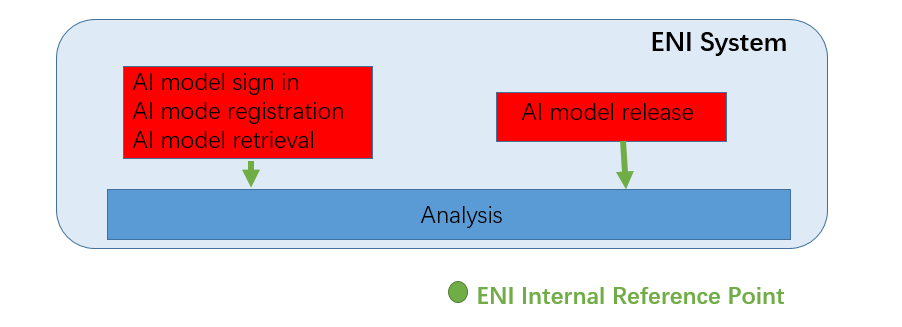 ENI System
AI model sign in
AI mode registration
AI model retrieval
AI model release
Analysis
ENI Internal Reference Point